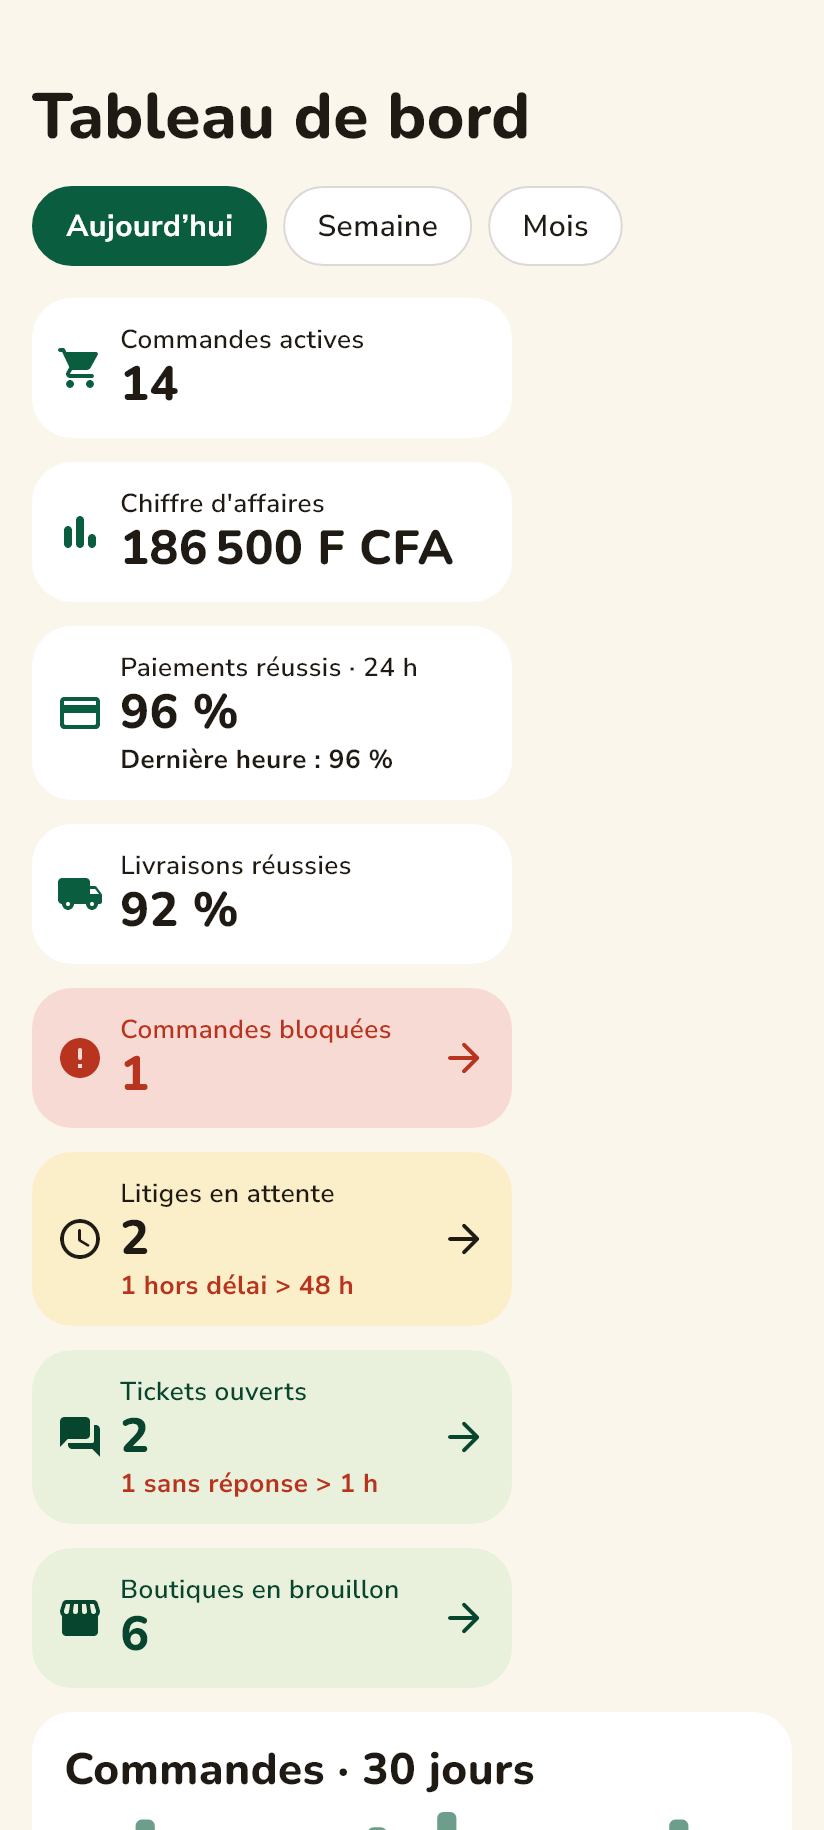 Tableau de bord
Aujourd’hui
Semaine
Mois
Commandes actives
14
Chiffre d'affaires
186 500 F CFA
Paiements réussis · 24 h
96 %
Dernière heure : 96 %
Livraisons réussies
92 %
Commandes bloquées
1
Litiges en attente
2
1 hors délai > 48 h
Tickets ouverts
2
1 sans réponse > 1 h
Boutiques en brouillon
6
Commandes · 30 jours